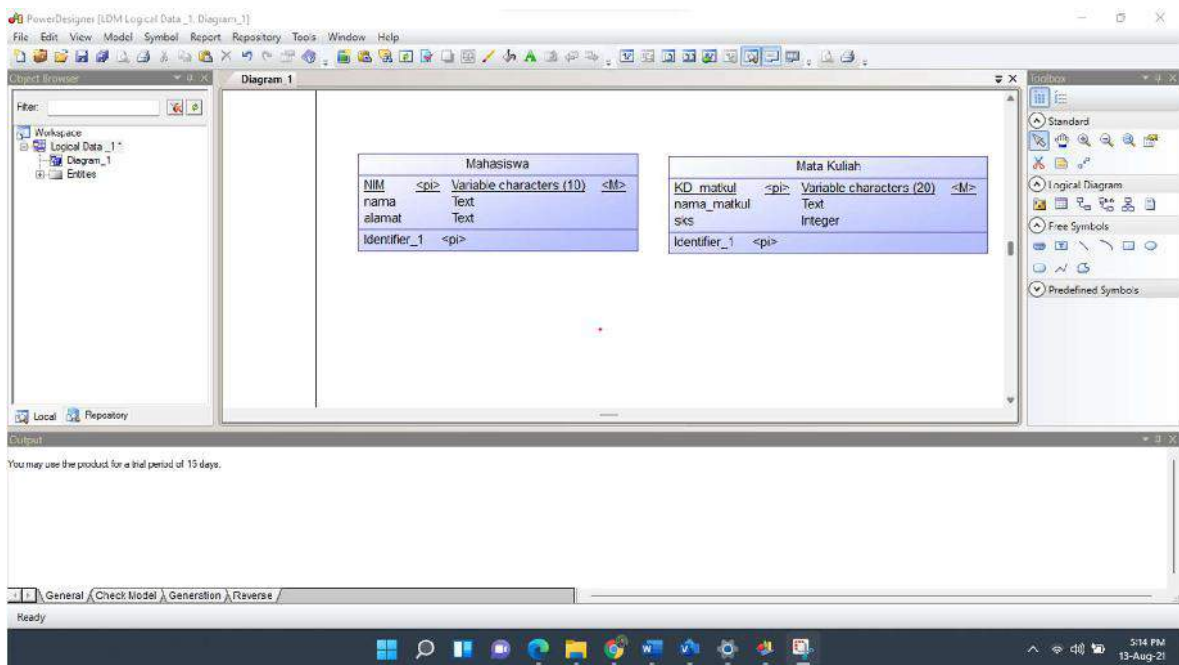 PowerDesigner [LDM Logical Data _1, Diagram_1]
File Edit View Model Symbol Report Repository Tools Window Help
Object Browser
Diagram_1
Toolbox
Filter:
Workspace
Logical Data _1 *
Diagram_1
Entities
Standard
Logical Diagram
Free Symbols
Predefined Symbols
Mahasiswa
NIM <pi> Variable characters (10) <M>
nama Text
alamat Text
Identifier_1 <pi>
Mata Kuliah
KD_matkul <pi> Variable characters (20) <M>
nama_matkul Text
sks Integer
Identifier_1 <pi>
Local Repository
Output
You may use the product for a trial period of 15 days.
General Check Model Generation Reverse
Ready
5:14 PM
13-Aug-21